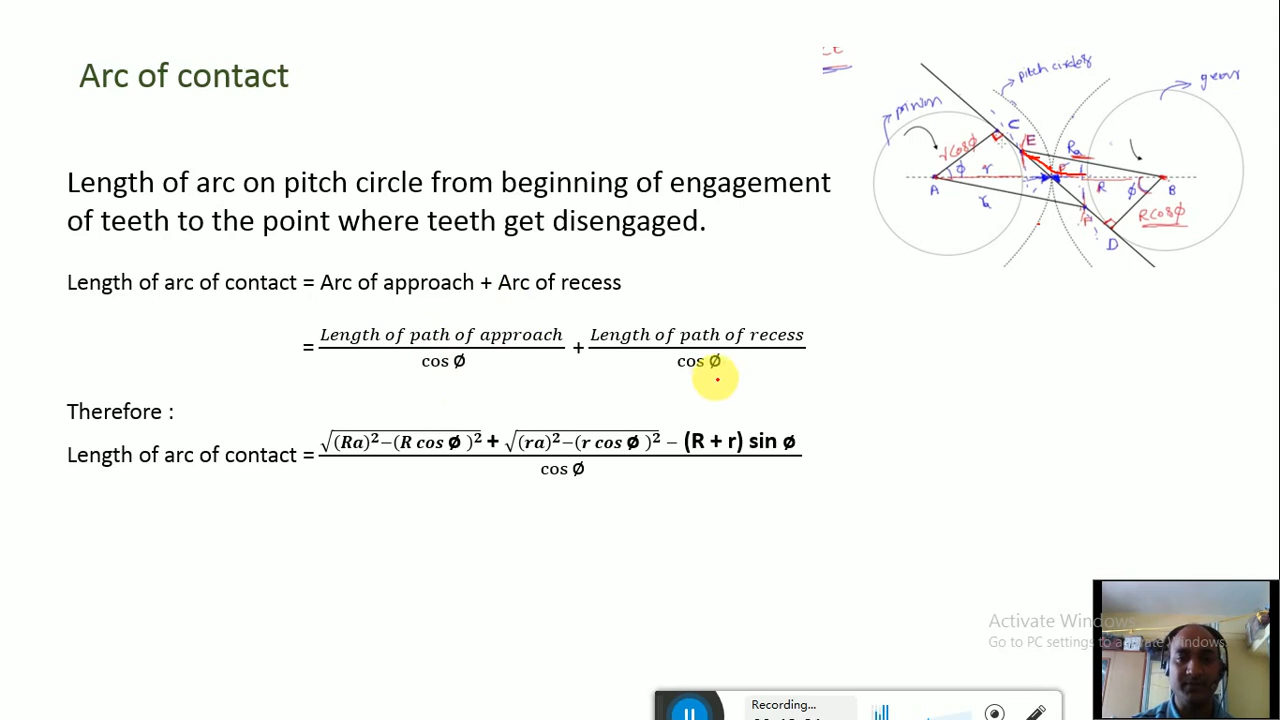 Arc of contact
pitch circles
gear
pinion
C
E
r cos φ
Ra
φ
r
A
R
φ
B
ra
R cos φ
F
D
Length of arc on pitch circle from beginning of engagement
of teeth to the point where teeth get disengaged.
Length of arc of contact = Arc of approach + Arc of recess
= Length of path of approach / cos Ø + Length of path of recess / cos Ø
Therefore :
Length of arc of contact = √(Ra)²−(R cos ø )² + √(ra)²−(r cos ø )² − (R + r) sin ø / cos Ø
Activate Windows
Go to PC settings to activate Windows.
Recording...